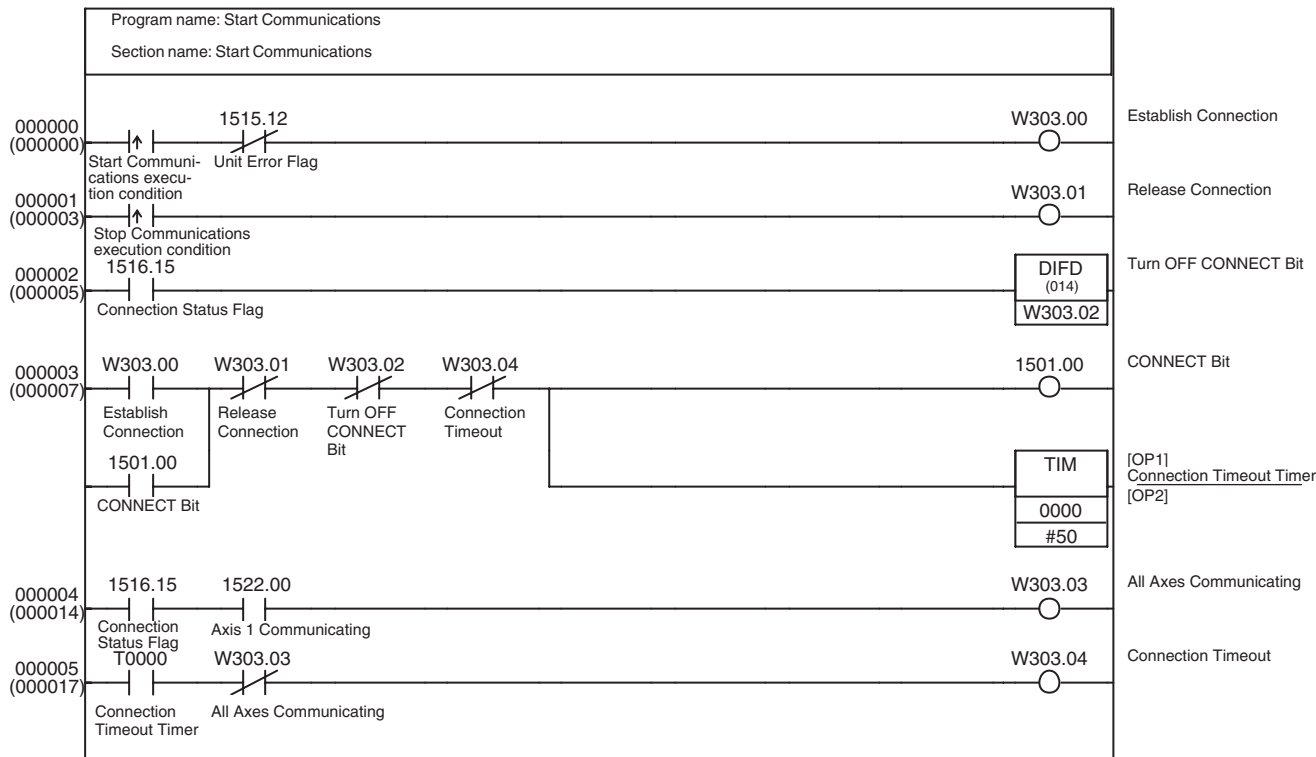 Program name: Start Communications
Section name: Start Communications
000000
(000000)
1515.12
W303.00
Establish Connection
Start Communi-
cations execu-
tion condition
Unit Error Flag
000001
(000003)
W303.01
Release Connection
Stop Communications
execution condition
000002
(000005)
1516.15
DIFD
(014)
W303.02
Turn OFF CONNECT Bit
Connection Status Flag
000003
(000007)
W303.00
W303.01
W303.02
W303.04
1501.00
CONNECT Bit
Establish
Connection
Release
Connection
Turn OFF
CONNECT
Bit
Connection
Timeout
1501.00
CONNECT Bit
TIM
0000
#50
[OP1]
Connection Timeout Timer
[OP2]
000004
(000014)
1516.15
1522.00
W303.03
All Axes Communicating
Connection
Status Flag
Axis 1 Communicating
000005
(000017)
T0000
W303.03
W303.04
Connection Timeout
Connection
Timeout Timer
All Axes Communicating